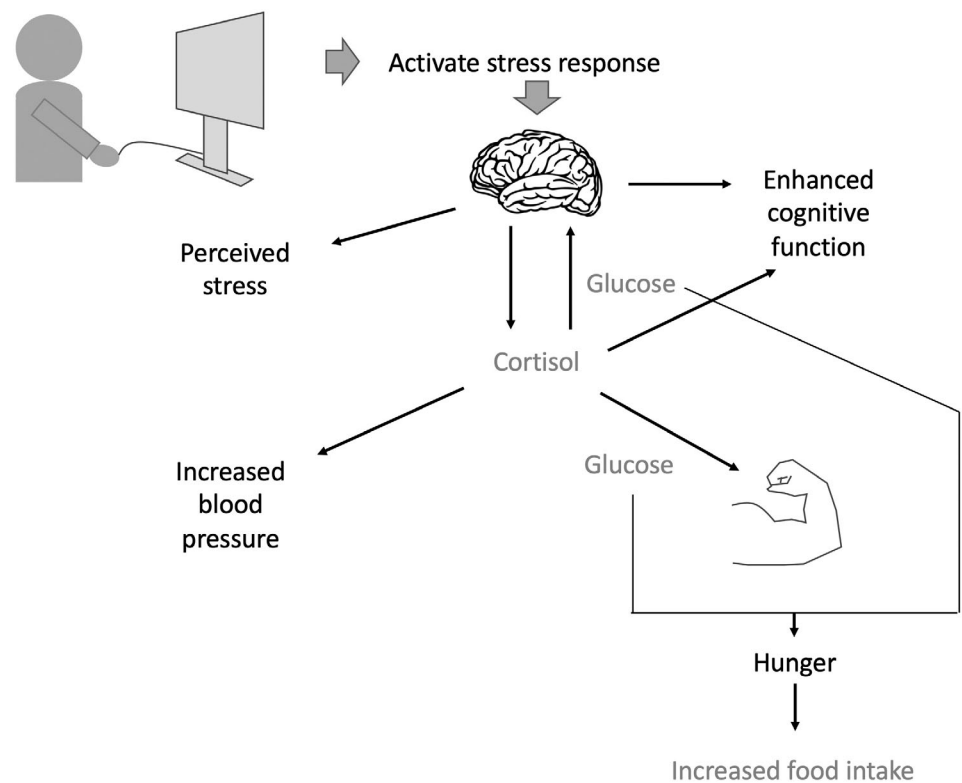 Activate stress response
Enhanced
cognitive
function
Perceived
stress
Glucose
Cortisol
Glucose
Increased
blood
pressure
Hunger
Increased food intake